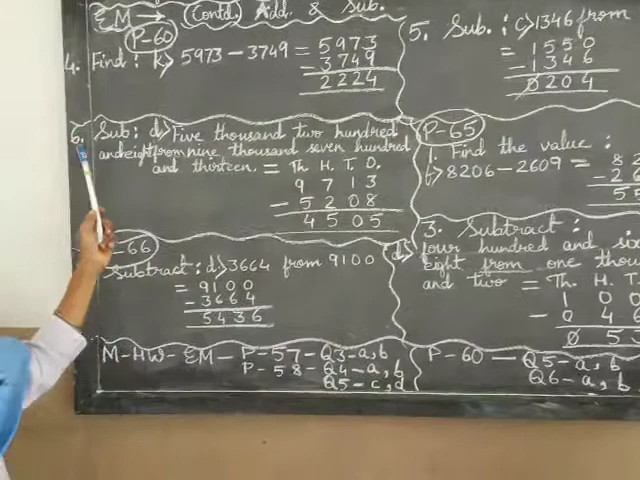 EM → (Contd.) Add. & Sub.
P-60
4. Find: k> 5973 - 3749 = 5973
- 3749
2224
5. Sub.: c> 1346 from
= 1550
- 1346
0204
6. Sub: d> Five thousand two hundred
and eight from nine thousand seven hundred
and thirteen. = Th. H. T. O.
9 7 1 3
- 5 2 0 8
4 5 0 5
P-65
1. Find the value:
f> 8206 - 2609 = 82
- 26
55
-66
Subtract: d> 3664 from 9100
= 9100
- 3664
5436
3. Subtract:
d> four hundred and six
eight from one thou
and two = Th. H. T.
1 0 0
- 0 4 6
0 5 3
M-HW-EM- P-57-Q3-a,b
P-58-Q4-a,b
Q5-c,d
P-60 - Q5-a,b
Q6-a,b